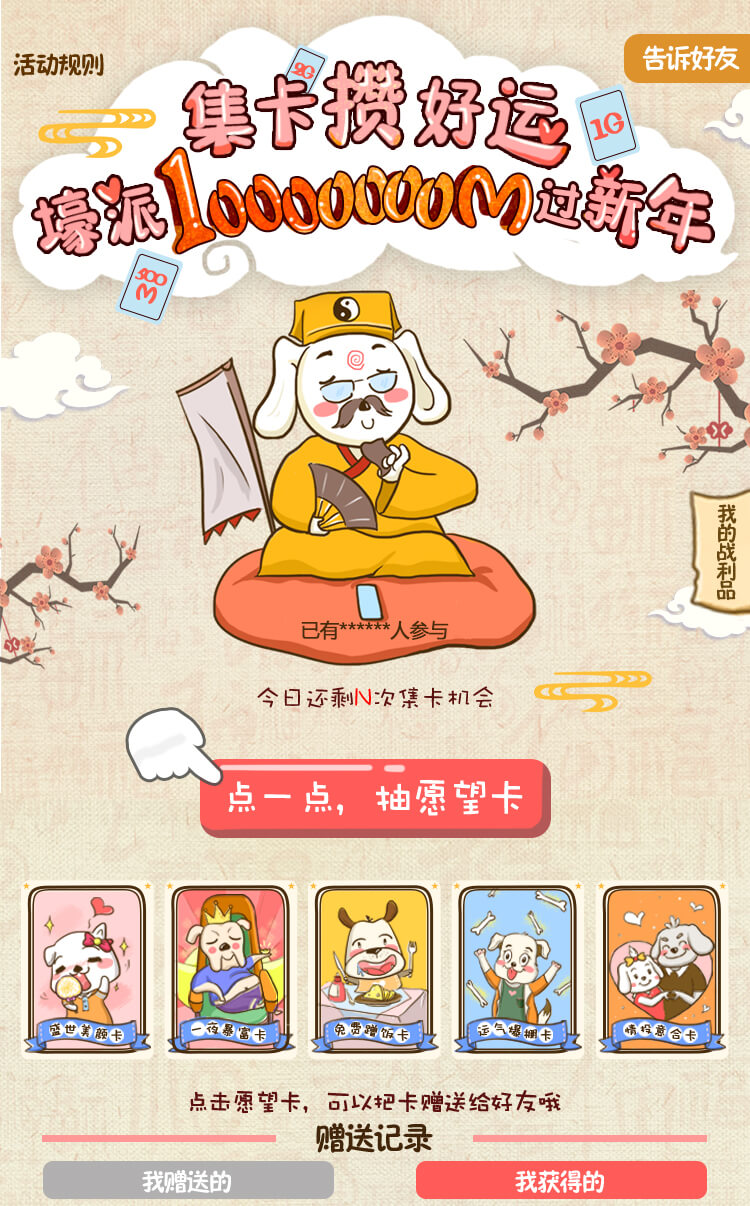 活动规则
告诉好友
2G
集卡攒好运
1G
壕派10000000M过新年
500
M
我的战利品
已有******人参与
今日还剩N次集卡机会
点一点，抽愿望卡
盛世美颜卡
一夜暴富卡
免费蹭饭卡
运气爆棚卡
情投意合卡
点击愿望卡，可以把卡赠送给好友哦
赠送记录
我赠送的
我获得的